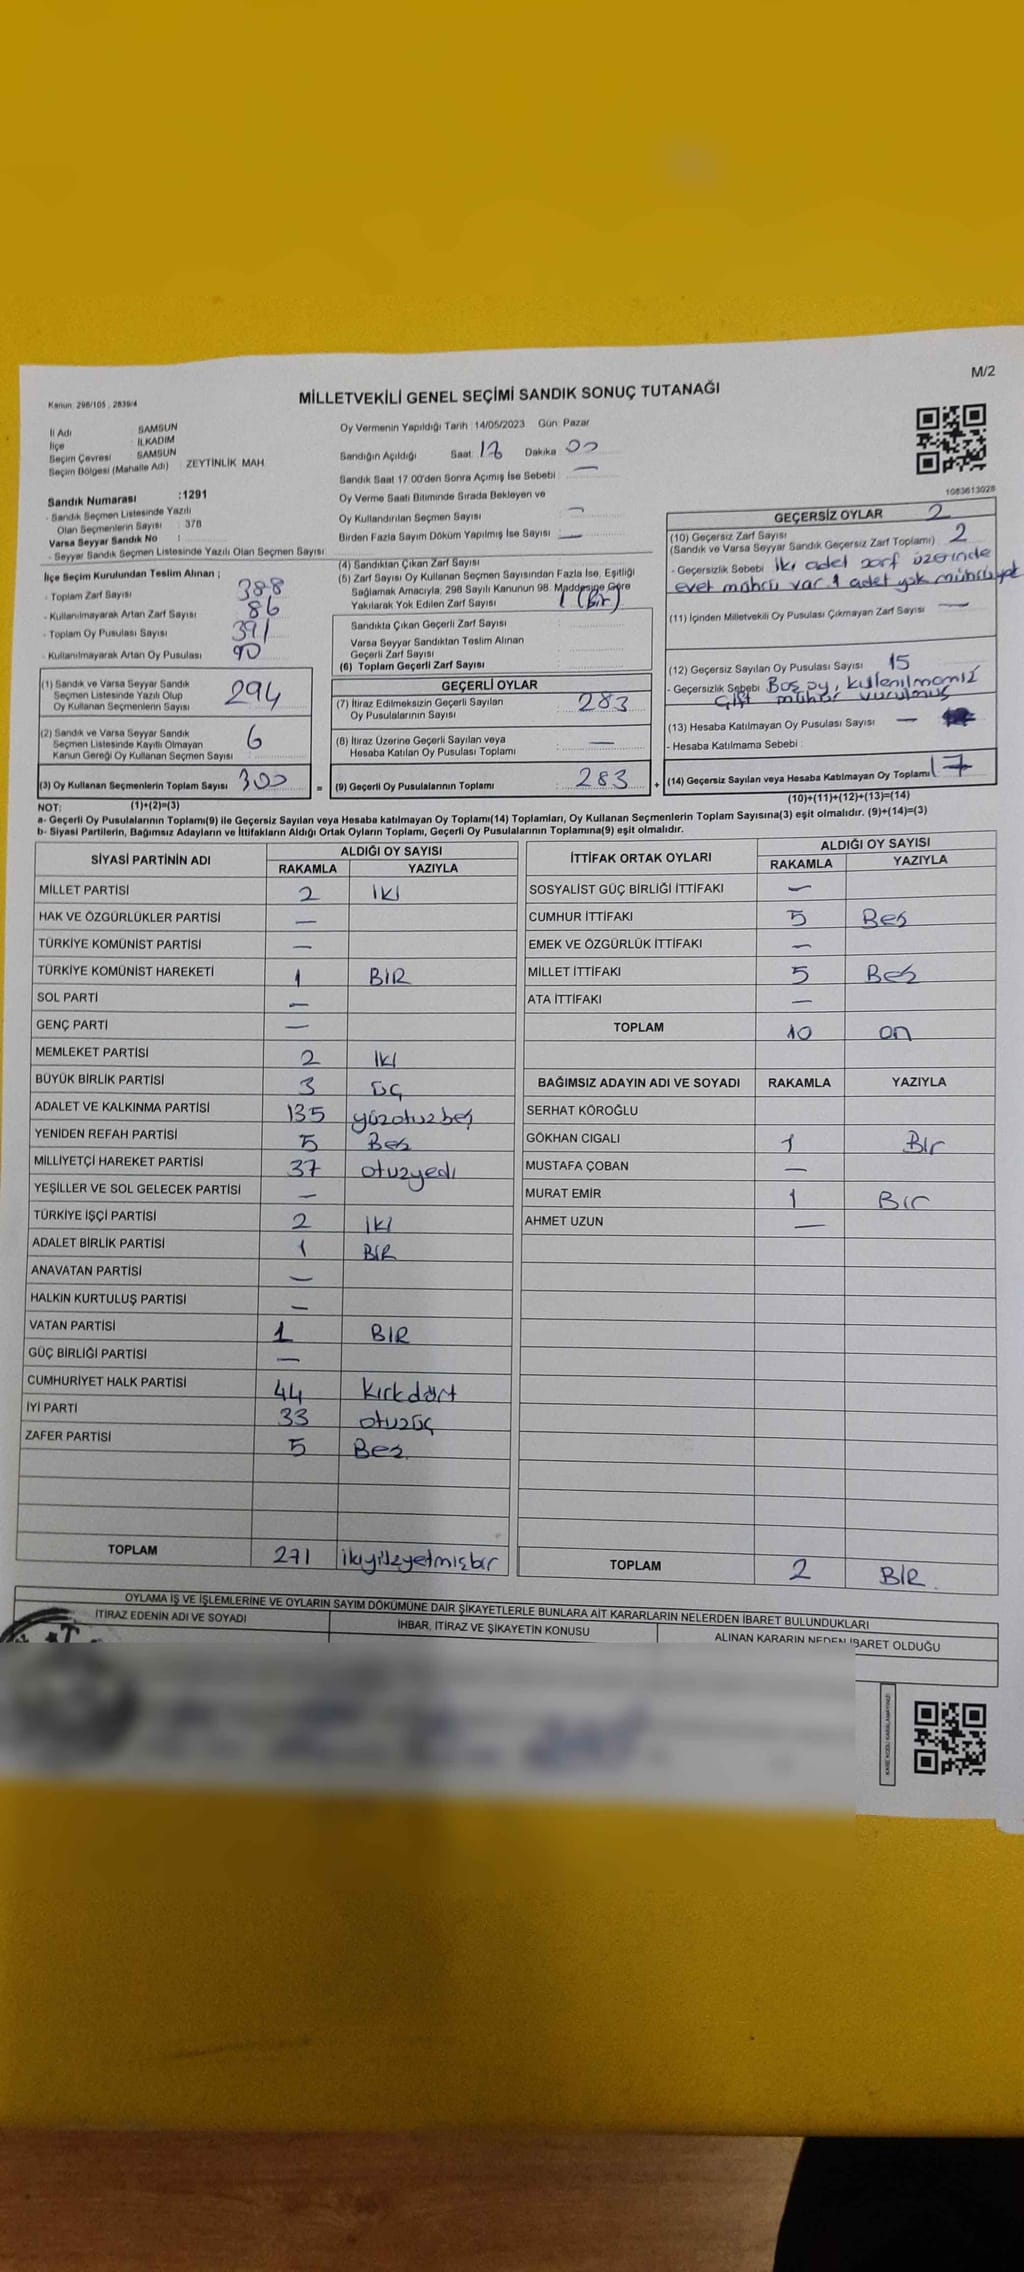 M/2
Kanun: 298/105 , 2839/4
MİLLETVEKİLİ GENEL SEÇİMİ SANDIK SONUÇ TUTANAĞI
İl Adı SAMSUN
İlçe İLKADIM
Seçim Çevresi SAMSUN
Seçim Bölgesi (Mahalle Adı) : ZEYTİNLİK MAH.
Sandık Numarası :1291
- Sandık Seçmen Listesinde Yazılı
Olan Seçmenlerin Sayısı : 378
Varsa Seyyar Sandık No :
- Seyyar Sandık Seçmen Listesinde Yazılı Olan Seçmen Sayısı :
Oy Vermenin Yapıldığı Tarih :14/05/2023 Gün: Pazar
Sandığın Açıldığı Saat: 17 Dakika 00
Sandık Saat 17.00'den Sonra Açılmış İse Sebebi : —
Oy Verme Saati Bitiminde Sırada Bekleyen ve
Oy Kullandırılan Seçmen Sayısı —
Birden Fazla Sayım Döküm Yapılmış İse Sayısı : —
1083613028
İlçe Seçim Kurulundan Teslim Alınan ;
- Toplam Zarf Sayısı 388
- Kullanılmayarak Artan Zarf Sayısı 86
- Toplam Oy Pusulası Sayısı 391
- Kullanılmayarak Artan Oy Pusulası 90
(1) Sandık ve Varsa Seyyar Sandık
Seçmen Listesinde Yazılı Olup
Oy Kullanan Seçmenlerin Sayısı 294
(2) Sandık ve Varsa Seyyar Sandık
Seçmen Listesinde Kayıtlı Olmayan
Kanun Gereği Oy Kullanan Seçmen Sayısı : 6
(3) Oy Kullanan Seçmenlerin Toplam Sayısı 300
(4) Sandıktan Çıkan Zarf Sayısı
(5) Zarf Sayısı Oy Kullanan Seçmen Sayısından Fazla İse, Eşitliği
Sağlamak Amacıyla, 298 Sayılı Kanunun 98. Maddesine Göre
Yakılarak Yok Edilen Zarf Sayısı 1 (Bir)
Sandıkta Çıkan Geçerli Zarf Sayısı
Varsa Seyyar Sandıktan Teslim Alınan
Geçerli Zarf Sayısı
(6) Toplam Geçerli Zarf Sayısı
GEÇERLİ OYLAR
(7) İtiraz Edilmeksizin Geçerli Sayılan
Oy Pusulalarının Sayısı 283
(8) İtiraz Üzerine Geçerli Sayılan veya
Hesaba Katılan Oy Pusulası Toplamı —
= (9) Geçerli Oy Pusulalarının Toplamı 283 +
GEÇERSİZ OYLAR 2
(10) Geçersiz Zarf Sayısı
(Sandık ve Varsa Seyyar Sandık Geçersiz Zarf Toplamı) 2
- Geçersizlik Sebebi İki adet zarf üzerinde
evet mührü var. 1 adet yok mührü yok
(11) İçinden Milletvekili Oy Pusulası Çıkmayan Zarf Sayısı —
(12) Geçersiz Sayılan Oy Pusulası Sayısı 15
- Geçersizlik Sebebi Boş oy, kullanılmamış
Çift mühür vurulmuş
(13) Hesaba Katılmayan Oy Pusulası Sayısı —
- Hesaba Katılmama Sebebi :
(14) Geçersiz Sayılan veya Hesaba Katılmayan Oy Toplamı 17
NOT: (1)+(2)=(3) (10)+(11)+(12)+(13)=(14)
a- Geçerli Oy Pusulalarının Toplamı(9) ile Geçersiz Sayılan veya Hesaba katılmayan Oy Toplamı(14) Toplamları, Oy Kullanan Seçmenlerin Toplam Sayısına(3) eşit olmalıdır. (9)+(14)=(3)
b- Siyasi Partilerin, Bağımsız Adayların ve İttifakların Aldığı Ortak Oyların Toplamı, Geçerli Oy Pusulalarının Toplamına(9) eşit olmalıdır.
SİYASİ PARTİNİN ADI ALDIĞI OY SAYISI
RAKAMLA YAZIYLA
MİLLET PARTİSİ 2 İKİ
HAK VE ÖZGÜRLÜKLER PARTİSİ —
TÜRKİYE KOMÜNİST PARTİSİ —
TÜRKİYE KOMÜNİST HAREKETİ 1 BİR
SOL PARTİ —
GENÇ PARTİ —
MEMLEKET PARTİSİ 2 İKİ
BÜYÜK BİRLİK PARTİSİ 3 ÜÇ
ADALET VE KALKINMA PARTİSİ 135 yüzotuzbeş
YENİDEN REFAH PARTİSİ 5 Beş
MİLLİYETÇİ HAREKET PARTİSİ 37 otuzyedi
YEŞİLLER VE SOL GELECEK PARTİSİ —
TÜRKİYE İŞÇİ PARTİSİ 2 İKİ
ADALET BİRLİK PARTİSİ 1 BİR
ANAVATAN PARTİSİ —
HALKIN KURTULUŞ PARTİSİ —
VATAN PARTİSİ 1 BİR
GÜÇ BİRLİĞİ PARTİSİ —
CUMHURİYET HALK PARTİSİ 44 kırkdört
İYİ PARTİ 33 otuzüç
ZAFER PARTİSİ 5 Beş
TOPLAM 271 ikiyüzyetmişbir
İTTİFAK ORTAK OYLARI ALDIĞI OY SAYISI
RAKAMLA YAZIYLA
SOSYALİST GÜÇ BİRLİĞİ İTTİFAKI —
CUMHUR İTTİFAKI 5 Beş
EMEK VE ÖZGÜRLÜK İTTİFAKI —
MİLLET İTTİFAKI 5 Beş
ATA İTTİFAKI —
TOPLAM 10 on
BAĞIMSIZ ADAYIN ADI VE SOYADI RAKAMLA YAZIYLA
SERHAT KÖROĞLU
GÖKHAN CIGALI 1 Bir
MUSTAFA ÇOBAN —
MURAT EMİR 1 Bir
AHMET UZUN —
TOPLAM 2 BİR.
OYLAMA İŞ VE İŞLEMLERİNE VE OYLARIN SAYIM DÖKÜMÜNE DAİR ŞİKAYETLERLE BUNLARA AİT KARARLARIN NELERDEN İBARET BULUNDUKLARI
İTİRAZ EDENİN ADI VE SOYADI İHBAR, İTİRAZ VE ŞİKAYETİN KONUSU ALINAN KARARIN NEDEN İBARET OLDUĞU